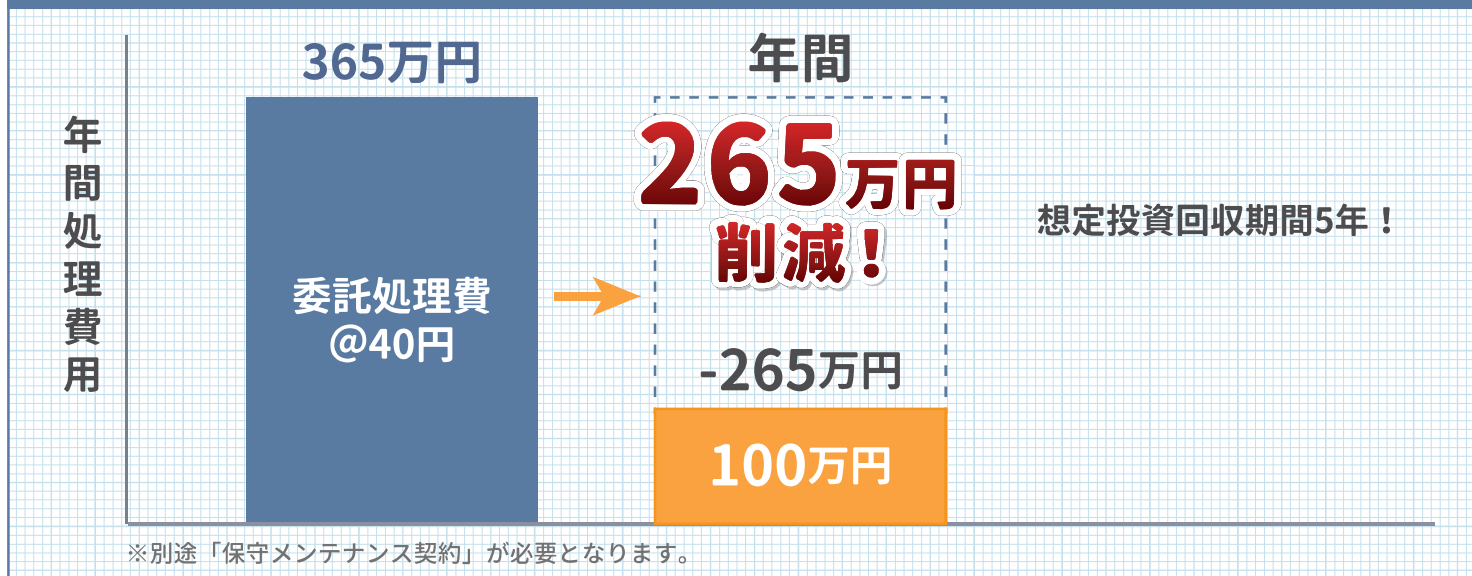 年間処理費用
365万円
委託処理費
@40円
年間
265万円
削減！
-265万円
100万円
想定投資回収期間5年！
※別途「保守メンテナンス契約」が必要となります。